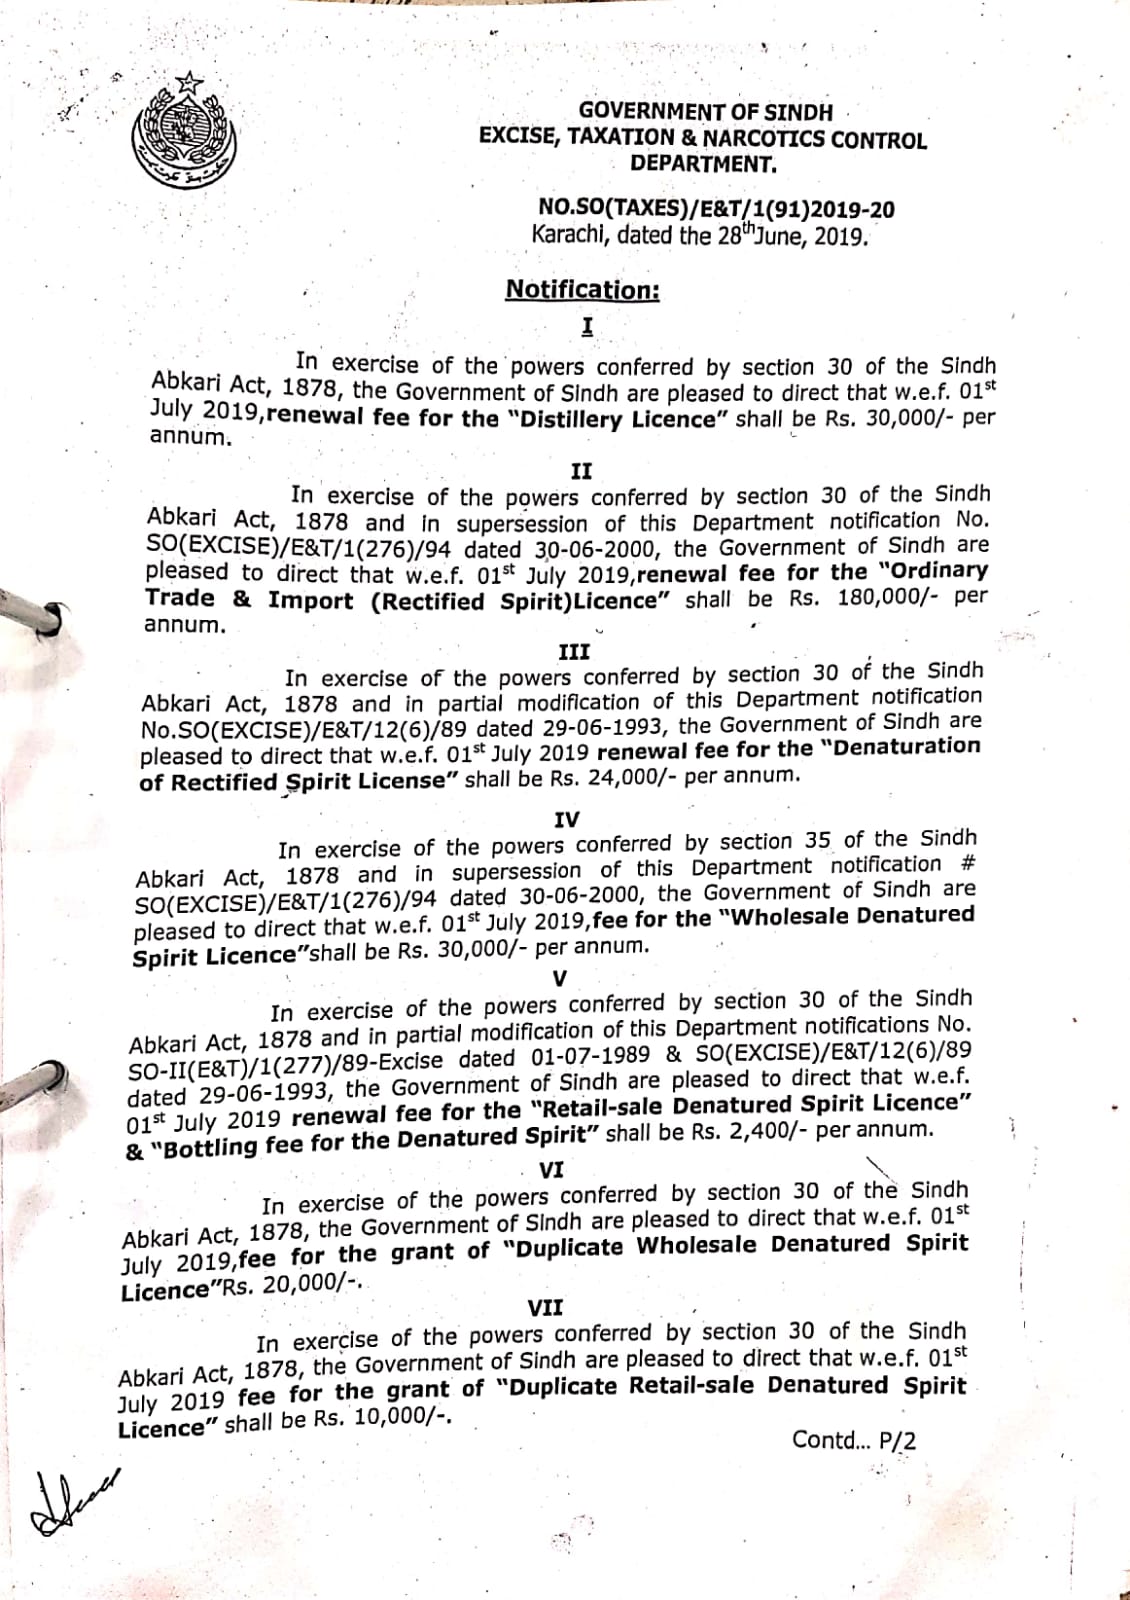 GOVERNMENT OF SINDH
EXCISE, TAXATION & NARCOTICS CONTROL
DEPARTMENT.
NO.SO(TAXES)/E&T/1(91)2019-20
Karachi, dated the 28th June, 2019.
Notification:
I
In exercise of the powers conferred by section 30 of the Sindh
Abkari Act, 1878, the Government of Sindh are pleased to direct that w.e.f. 01st
July 2019,renewal fee for the "Distillery Licence" shall be Rs. 30,000/- per
annum.
II
In exercise of the powers conferred by section 30 of the Sindh
Abkari Act, 1878 and in supersession of this Department notification No.
SO(EXCISE)/E&T/1(276)/94 dated 30-06-2000, the Government of Sindh are
pleased to direct that w.e.f. 01st July 2019,renewal fee for the "Ordinary
Trade & Import (Rectified Spirit)Licence" shall be Rs. 180,000/- per
annum.
III
In exercise of the powers conferred by section 30 of the Sindh
Abkari Act, 1878 and in partial modification of this Department notification
No.SO(EXCISE)/E&T/12(6)/89 dated 29-06-1993, the Government of Sindh are
pleased to direct that w.e.f. 01st July 2019 renewal fee for the "Denaturation
of Rectified Spirit License" shall be Rs. 24,000/- per annum.
IV
In exercise of the powers conferred by section 35 of the Sindh
Abkari Act, 1878 and in supersession of this Department notification #
SO(EXCISE)/E&T/1(276)/94 dated 30-06-2000, the Government of Sindh are
pleased to direct that w.e.f. 01st July 2019,fee for the "Wholesale Denatured
Spirit Licence"shall be Rs. 30,000/- per annum.
V
In exercise of the powers conferred by section 30 of the Sindh
Abkari Act, 1878 and in partial modification of this Department notifications No.
SO-II(E&T)/1(277)/89-Excise dated 01-07-1989 & SO(EXCISE)/E&T/12(6)/89
dated 29-06-1993, the Government of Sindh are pleased to direct that w.e.f.
01st July 2019 renewal fee for the "Retail-sale Denatured Spirit Licence"
& "Bottling fee for the Denatured Spirit" shall be Rs. 2,400/- per annum.
VI
In exercise of the powers conferred by section 30 of the Sindh
Abkari Act, 1878, the Government of Sindh are pleased to direct that w.e.f. 01st
July 2019,fee for the grant of "Duplicate Wholesale Denatured Spirit
Licence"Rs. 20,000/-.
VII
In exercise of the powers conferred by section 30 of the Sindh
Abkari Act, 1878, the Government of Sindh are pleased to direct that w.e.f. 01st
July 2019 fee for the grant of "Duplicate Retail-sale Denatured Spirit
Licence" shall be Rs. 10,000/-.
Contd... P/2